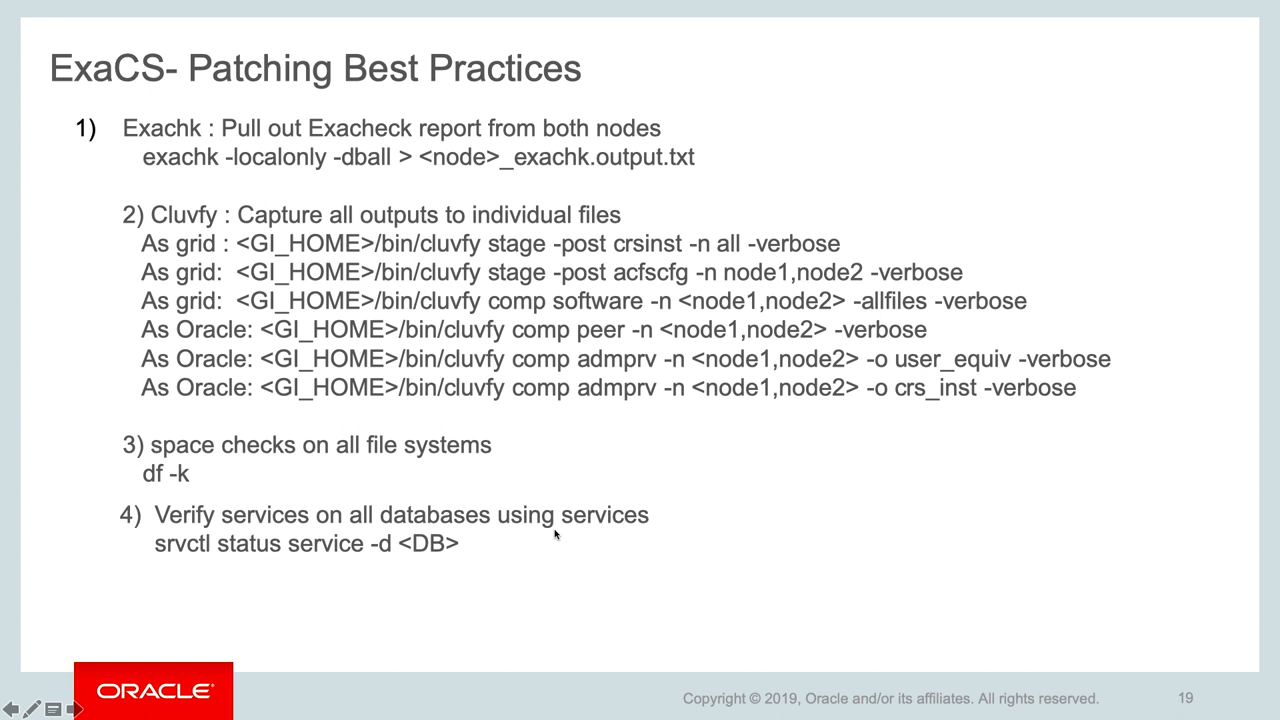 ExaCS- Patching Best Practices
1) Exachk : Pull out Exacheck report from both nodes
exachk -localonly -dball > <node>_exachk.output.txt
2) Cluvfy : Capture all outputs to individual files
As grid : <GI_HOME>/bin/cluvfy stage -post crsinst -n all -verbose
As grid: <GI_HOME>/bin/cluvfy stage -post acfscfg -n node1,node2 -verbose
As grid: <GI_HOME>/bin/cluvfy comp software -n <node1,node2> -allfiles -verbose
As Oracle: <GI_HOME>/bin/cluvfy comp peer -n <node1,node2> -verbose
As Oracle: <GI_HOME>/bin/cluvfy comp admprv -n <node1,node2> -o user_equiv -verbose
As Oracle: <GI_HOME>/bin/cluvfy comp admprv -n <node1,node2> -o crs_inst -verbose
3) space checks on all file systems
df -k
4) Verify services on all databases using services
srvctl status service -d <DB>
ORACLE®
Copyright © 2019, Oracle and/or its affiliates. All rights reserved.
19